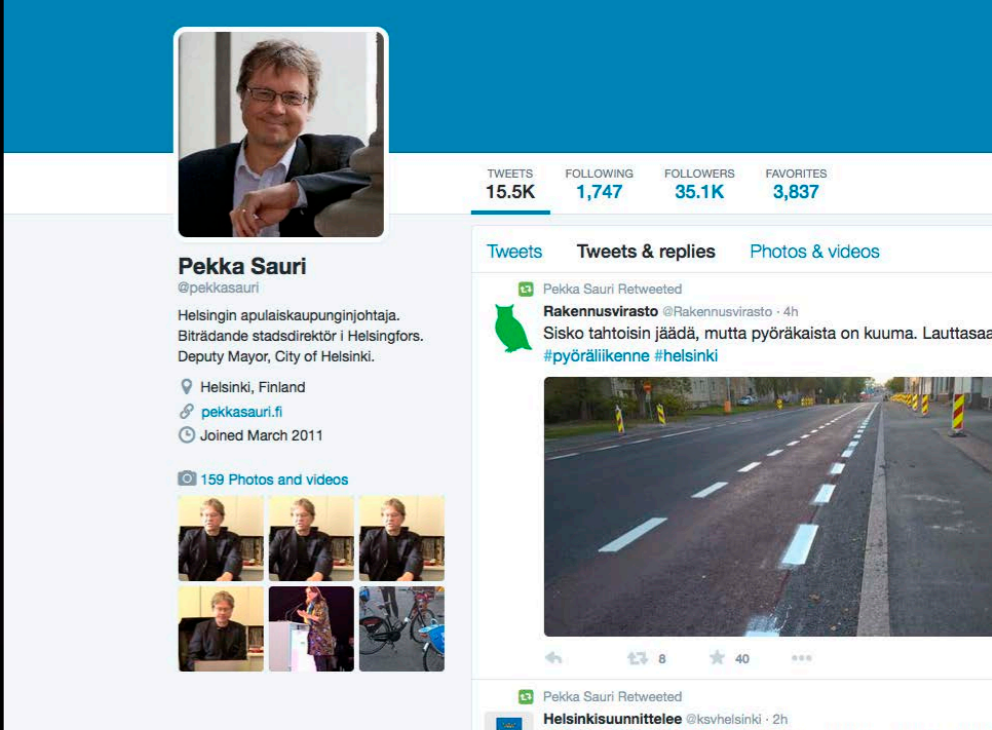 TWEETS
15.5K
FOLLOWING
1,747
FOLLOWERS
35.1K
FAVORITES
3,837
Pekka Sauri
@pekkasauri
Helsingin apulaiskaupunginjohtaja.
Biträdande stadsdirektör i Helsingfors.
Deputy Mayor, City of Helsinki.
Helsinki, Finland
pekkasauri.fi
Joined March 2011
159 Photos and videos
Tweets Tweets & replies Photos & videos
Pekka Sauri Retweeted
Rakennusvirasto @Rakennusvirasto · 4h
Sisko tahtoisin jäädä, mutta pyöräkaista on kuuma. Lauttasaa
#pyöräliikenne #helsinki
8 40
Pekka Sauri Retweeted
Helsinkisuunnittelee @ksvhelsinki · 2h